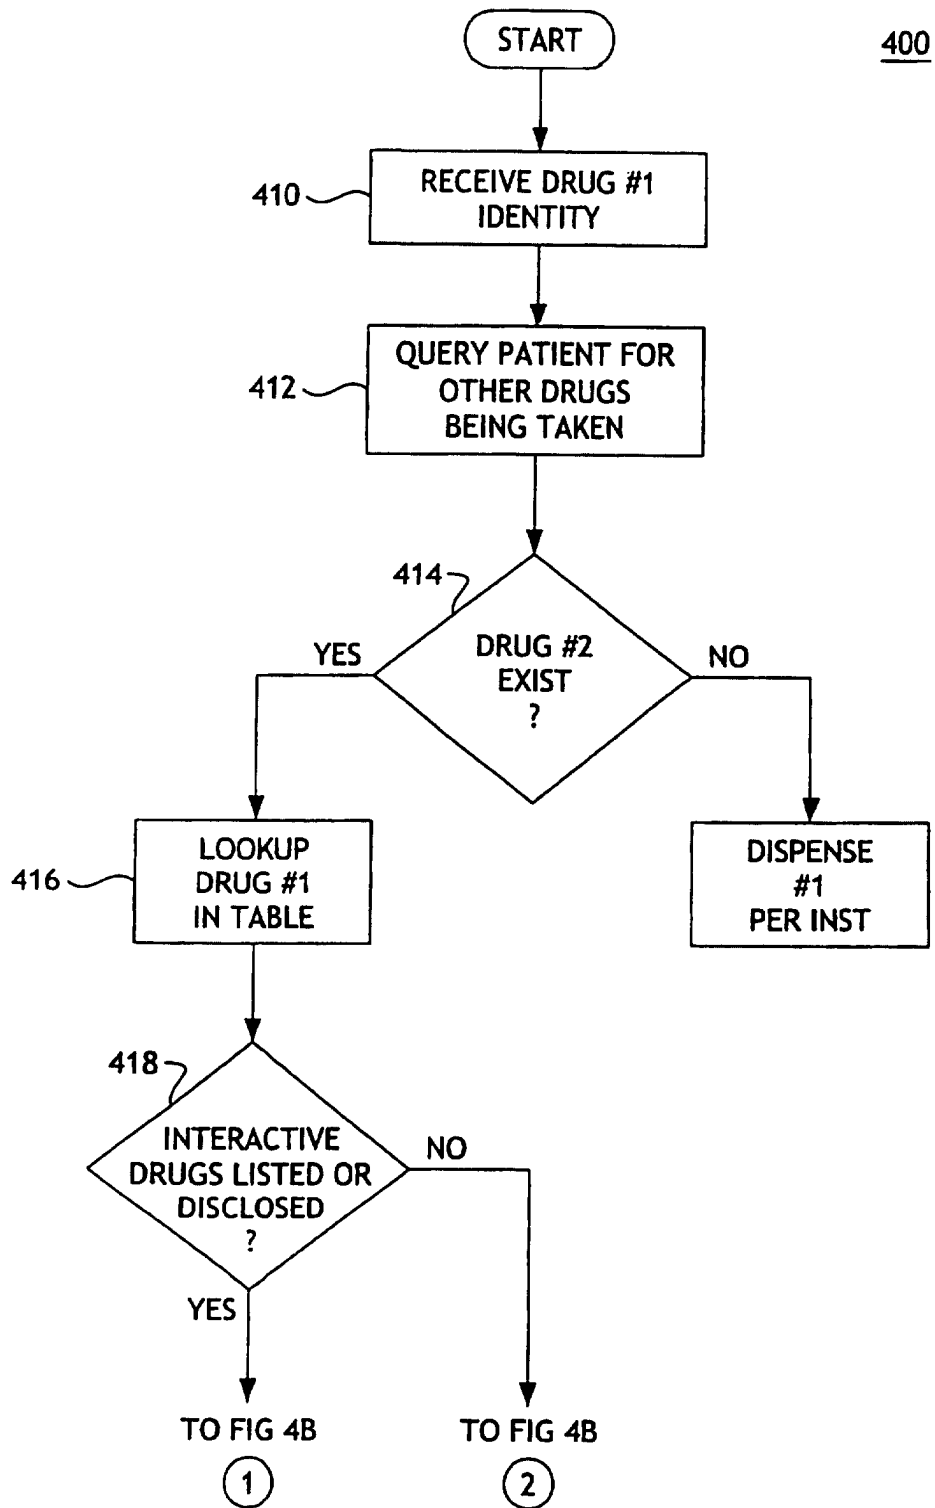 START
400
410
RECEIVE DRUG #1
IDENTITY
412
QUERY PATIENT FOR
OTHER DRUGS
BEING TAKEN
414
DRUG #2
EXIST
?
YES
NO
416
LOOKUP
DRUG #1
IN TABLE
DISPENSE
#1
PER INST
418
INTERACTIVE
DRUGS LISTED OR
DISCLOSED
?
NO
YES
TO FIG 4B
1
TO FIG 4B
2